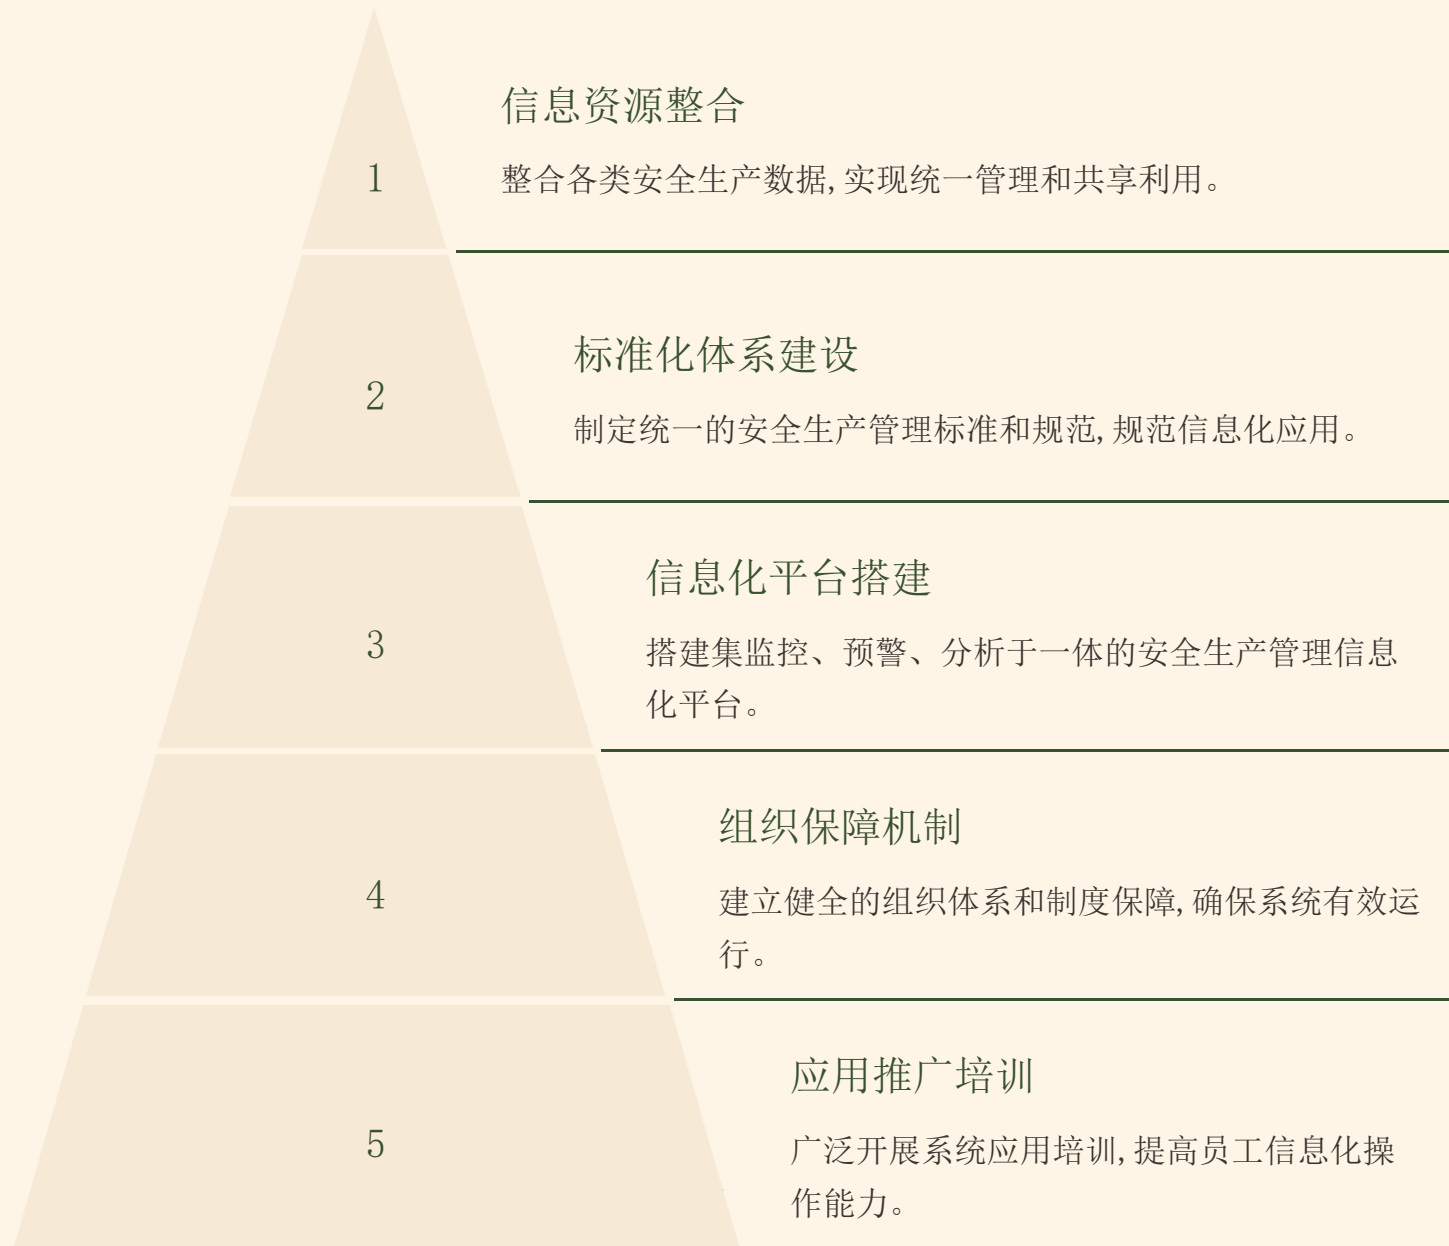 信息资源整合
1
整合各类安全生产数据, 实现统一管理和共享利用。
标准化体系建设
2
制定统一的安全生产管理标准和规范, 规范信息化应用。
信息化平台搭建
3
搭建集监控、预警、分析于一体的安全生产管理信息
化平台。
组织保障机制
4
建立健全的组织体系和制度保障, 确保系统有效运
行。
应用推广培训
5
广泛开展系统应用培训, 提高员工信息化操
作能力。